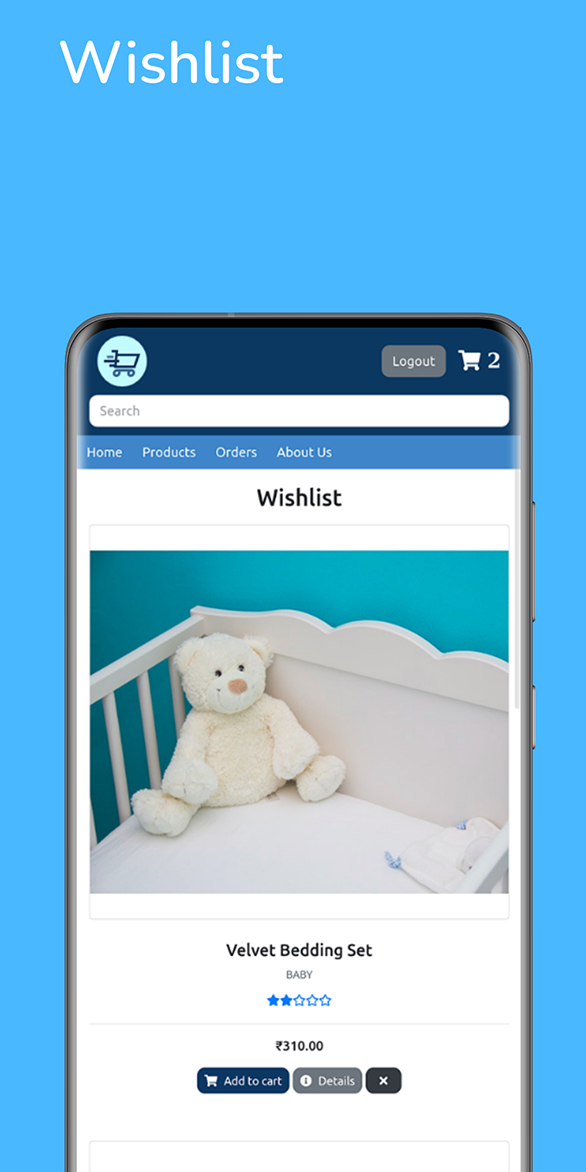 Wishlist
Logout 2
Search
Home Products Orders About Us
Wishlist
Velvet Bedding Set
BABY
₹310.00
Add to cart Details